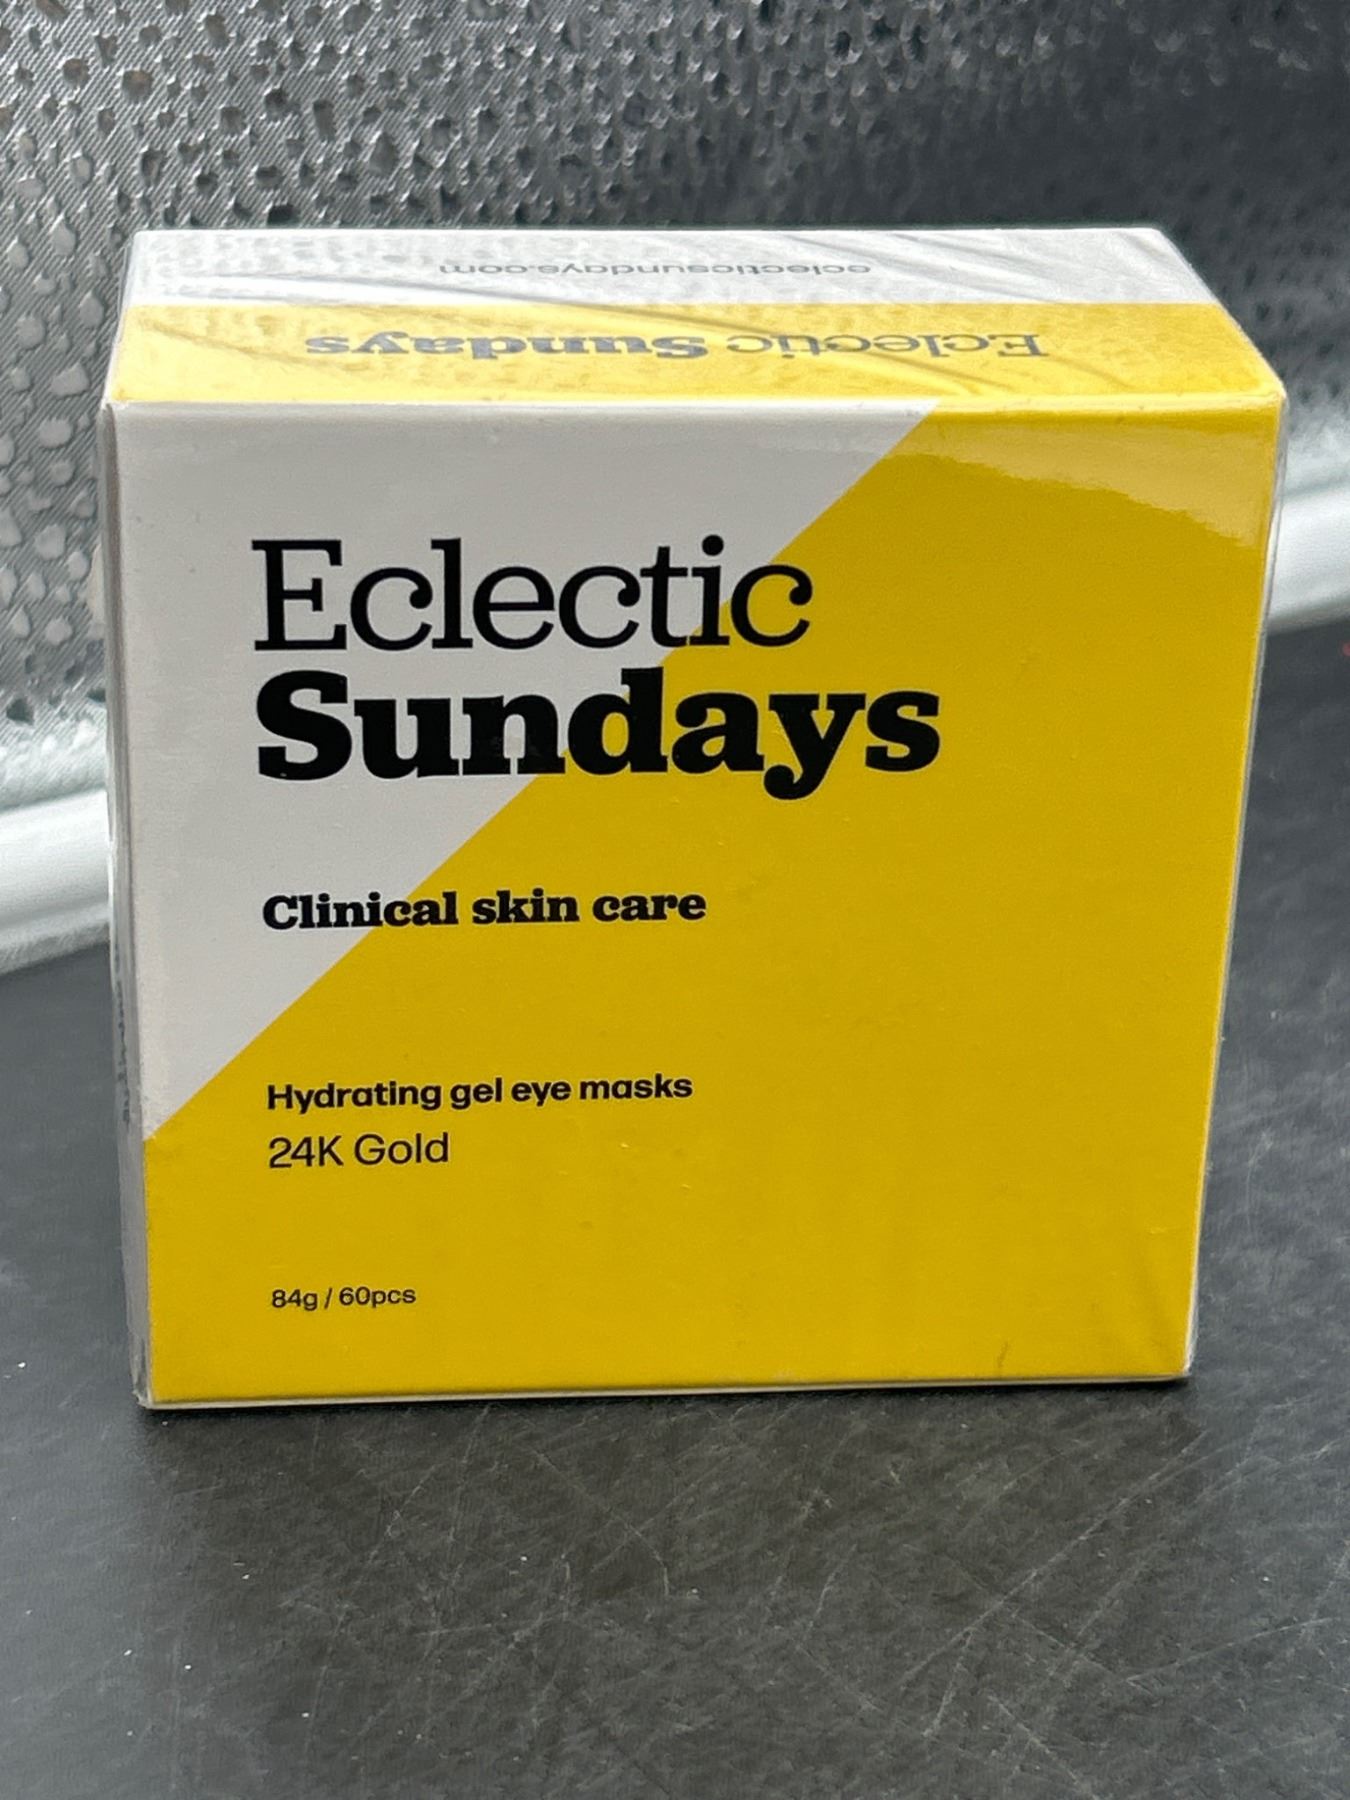 eclecticsundays.com
Eclectic Sundays
Eclectic
Sundays
Clinical skin care
Hydrating gel eye masks
24K Gold
84g / 60pcs